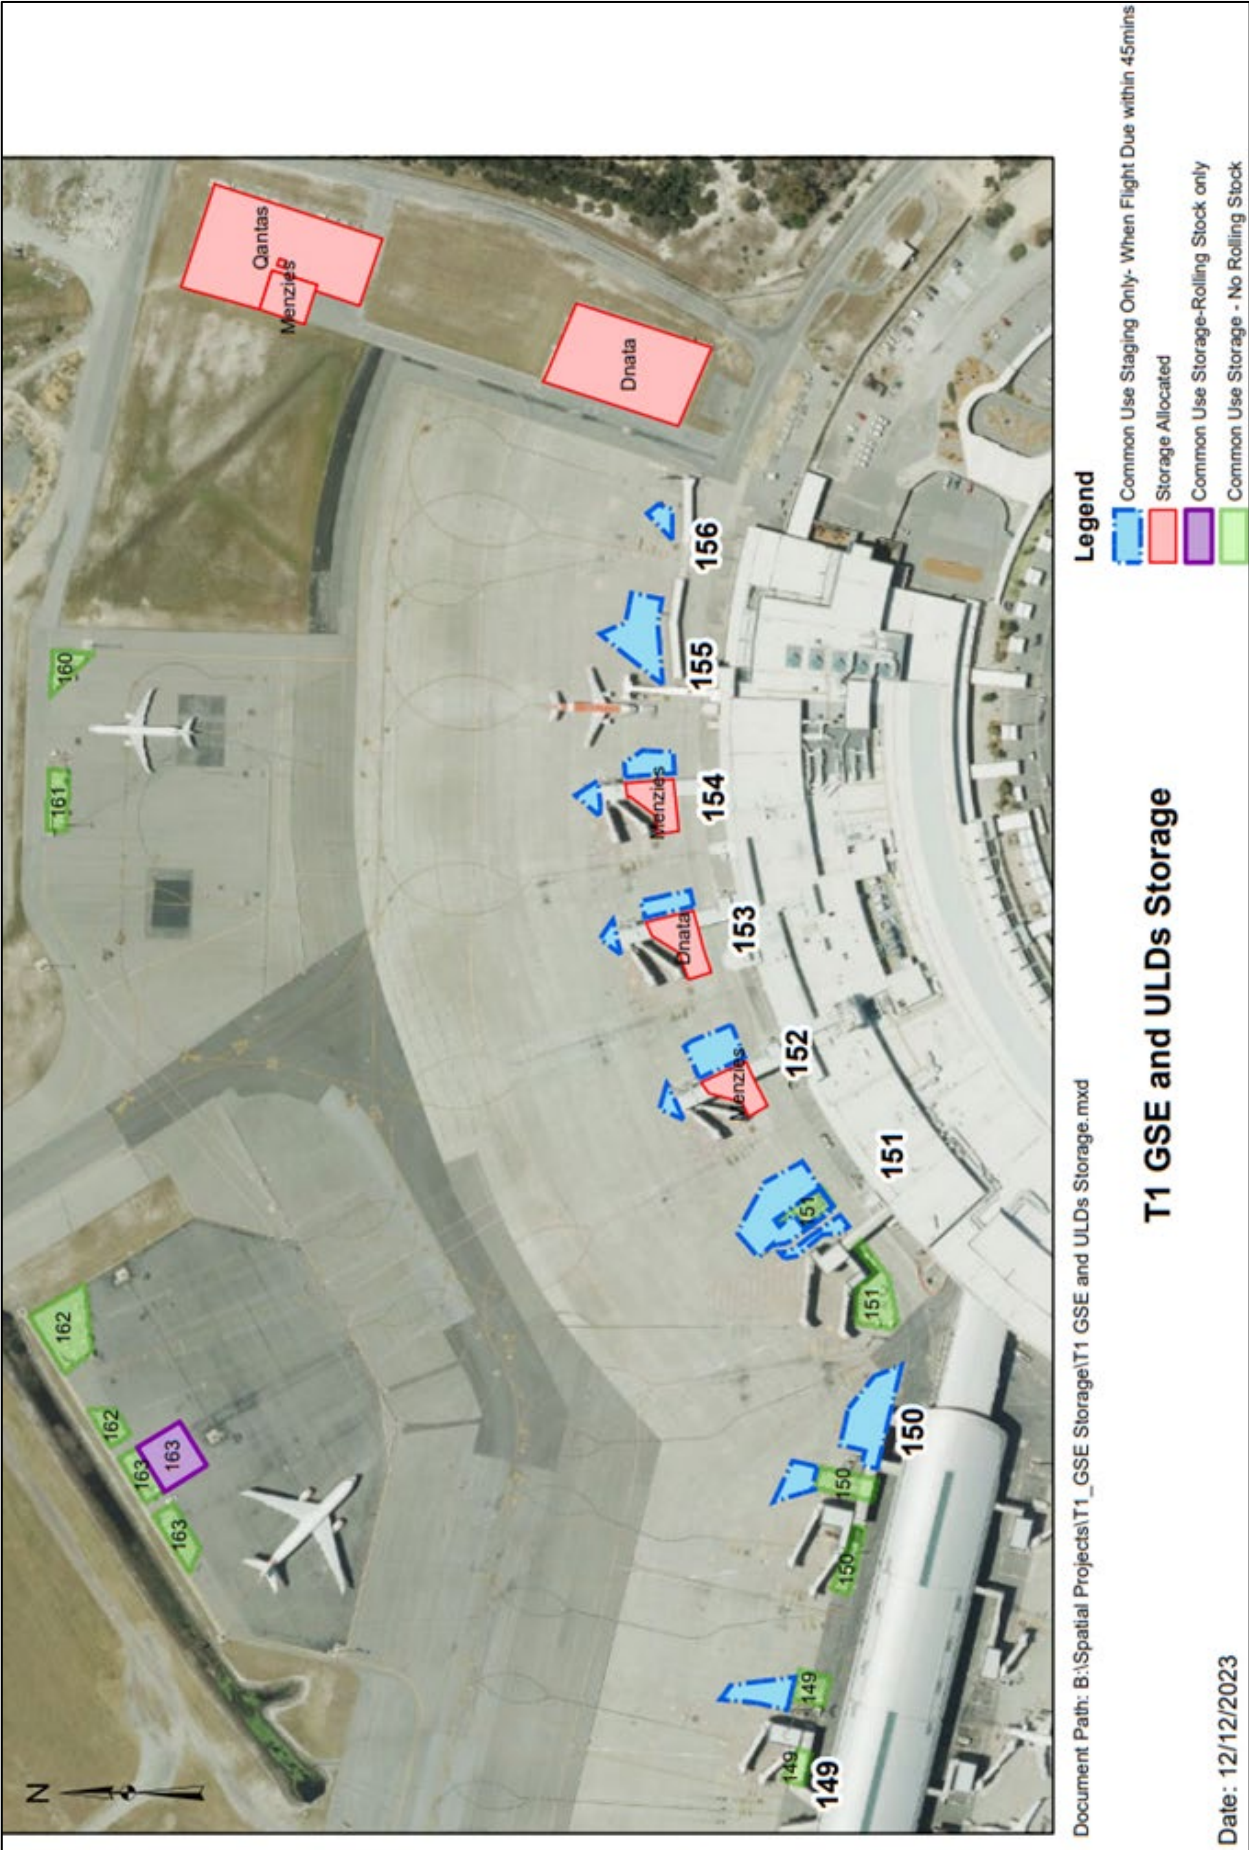 N
162
162
163
163
163
161
160
Qantas
Menzies
Dnata
149
149
149
150
150
150
151
151
151
Menzies
152
Dnata
153
Menzies
154
155
156
Document Path: B:\Spatial Projects\T1_GSE Storage\T1 GSE and ULDs Storage.mxd
T1 GSE and ULDs Storage
Date: 12/12/2023
Legend
Common Use Staging Only- When Flight Due within 45mins
Storage Allocated
Common Use Storage-Rolling Stock only
Common Use Storage - No Rolling Stock